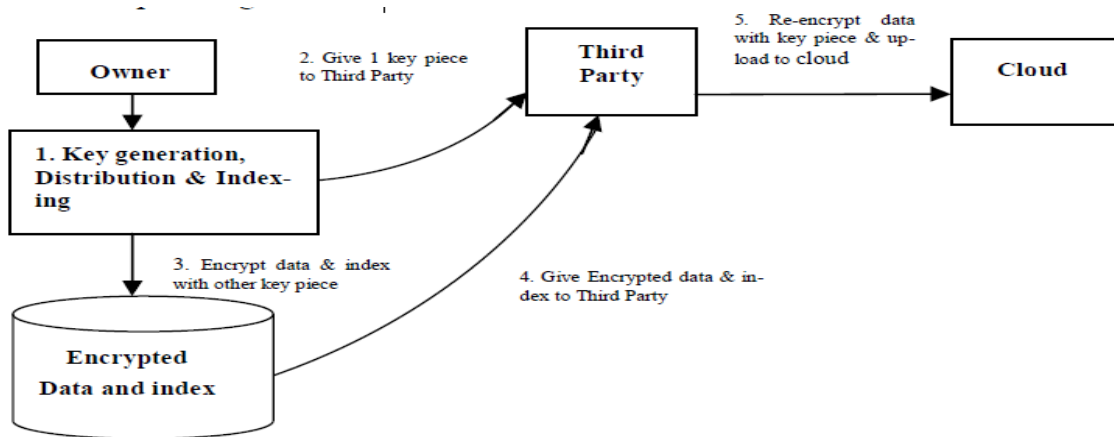 Owner
2. Give 1 key piece
to Third Party
Third
Party
5. Re-encrypt data
with key piece & up-
load to cloud
Cloud
1. Key generation,
Distribution & Index-
ing
3. Encrypt data & index
with other key piece
4. Give Encrypted data & in-
dex to Third Party
Encrypted
Data and index